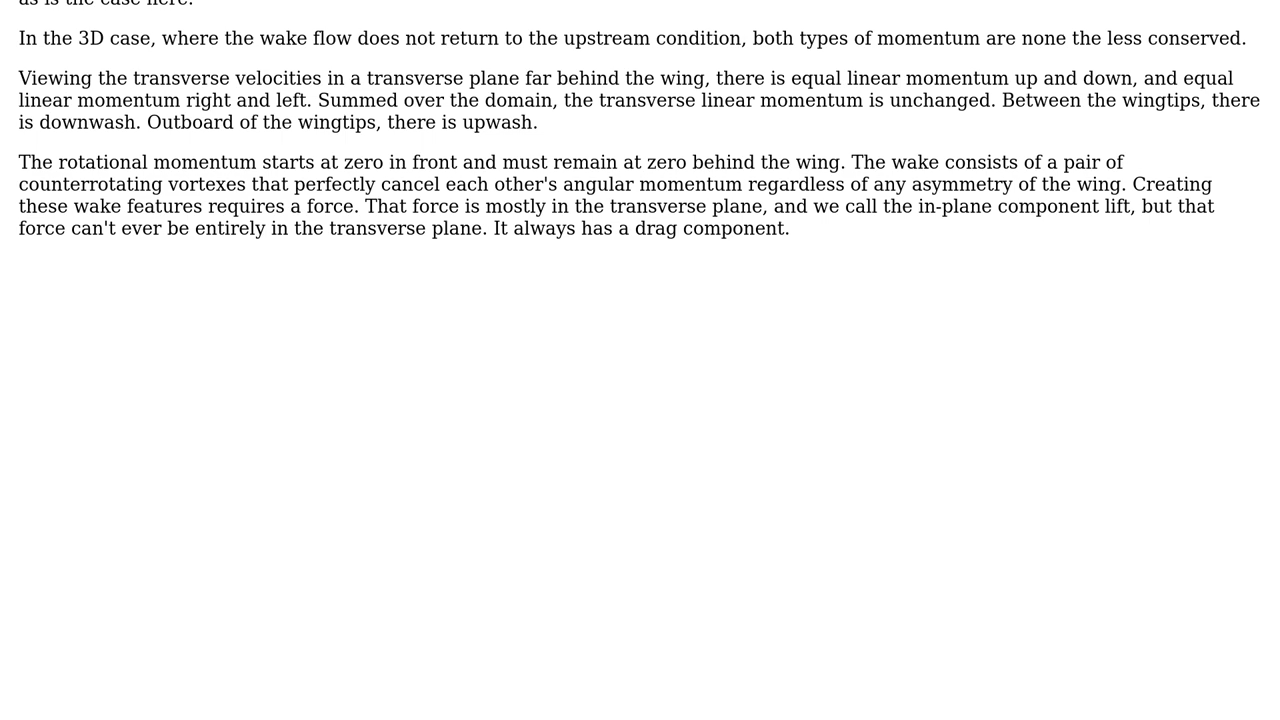 as is the case here.
In the 3D case, where the wake flow does not return to the upstream condition, both types of momentum are none the less conserved.
Viewing the transverse velocities in a transverse plane far behind the wing, there is equal linear momentum up and down, and equal
linear momentum right and left. Summed over the domain, the transverse linear momentum is unchanged. Between the wingtips, there
is downwash. Outboard of the wingtips, there is upwash.
The rotational momentum starts at zero in front and must remain at zero behind the wing. The wake consists of a pair of
counterrotating vortexes that perfectly cancel each other's angular momentum regardless of any asymmetry of the wing. Creating
these wake features requires a force. That force is mostly in the transverse plane, and we call the in-plane component lift, but that
force can't ever be entirely in the transverse plane. It always has a drag component.